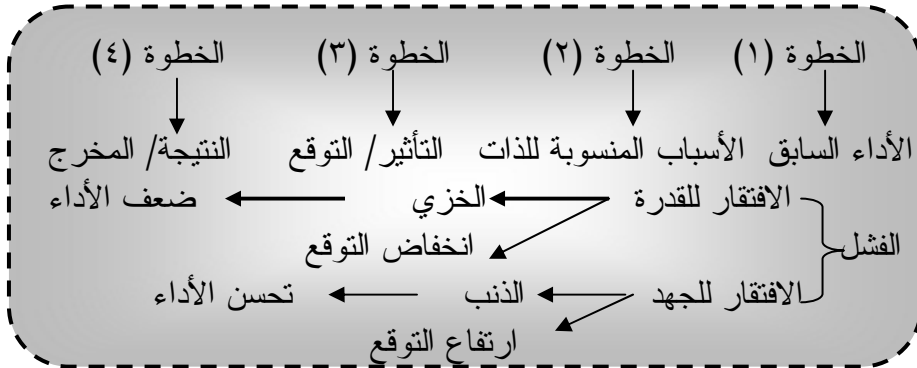 الخطوة (١) الخطوة (٢) الخطوة (٣) الخطوة (٤)
الأداء السابق الأسباب المنسوبة للذات التأثير/ التوقع النتيجة/ المخرج
الافتقار للقدرة الخزي ضعف الأداء
الفشل
انخفاض التوقع
الافتقار للجهد الذنب تحسن الأداء
ارتفاع التوقع